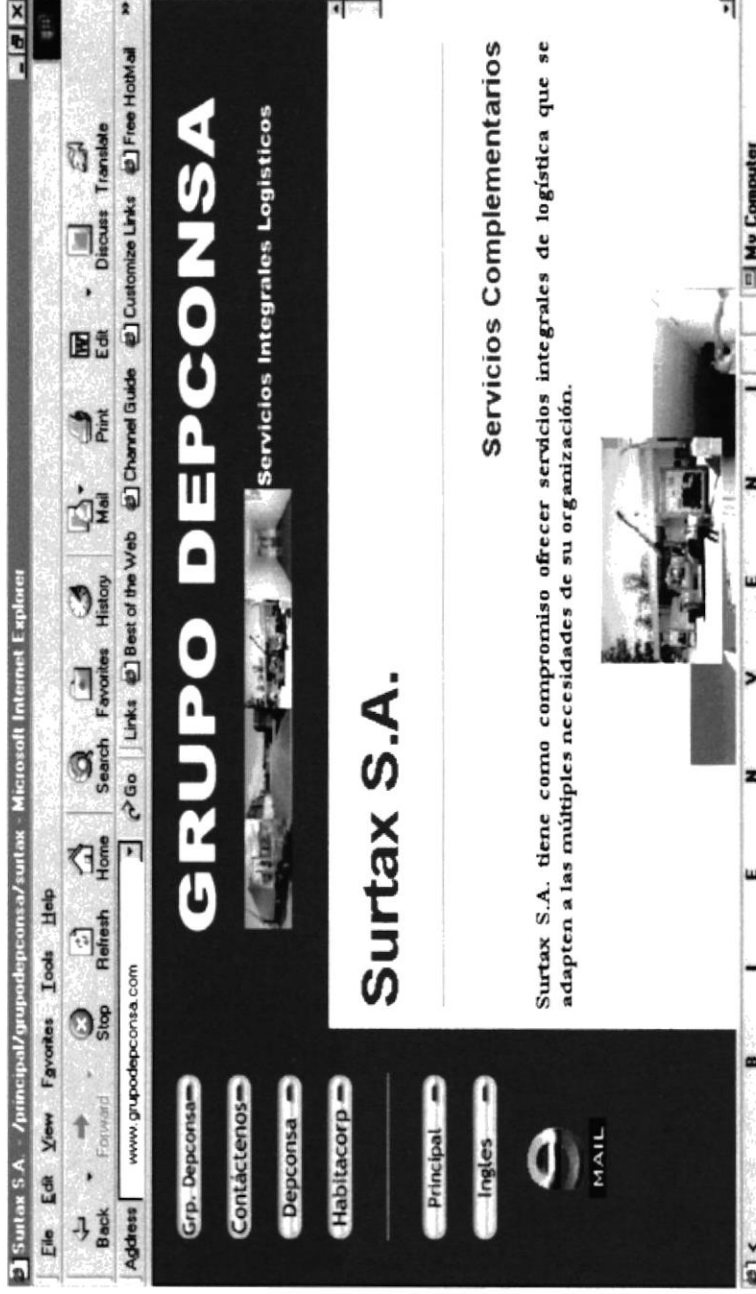 Surtax S.A. - /principal/grupodepconsa/surtax - Microsoft Internet Explorer
File Edit View Favorites Tools Help
Back Forward Stop Refresh Home Search Favorites History Mail Print Edit Discuss Translate
Address www.grupodepconsa.com Go Links Best of the Web Channel Guide Customize Links Free HotMail »
GRUPO DEPCONSA
Servicios Integrales Logisticos
Grp. Depconsa
Contáctenos
Depconsa
Habitacorp
Principal
Ingles
MAIL
Surtax S.A.
Servicios Complementarios
Surtax S.A. tiene como compromiso ofrecer servicios integrales de logística que se
adapten a las múltiples necesidades de su organización.
B I E N V E N I
My Computer